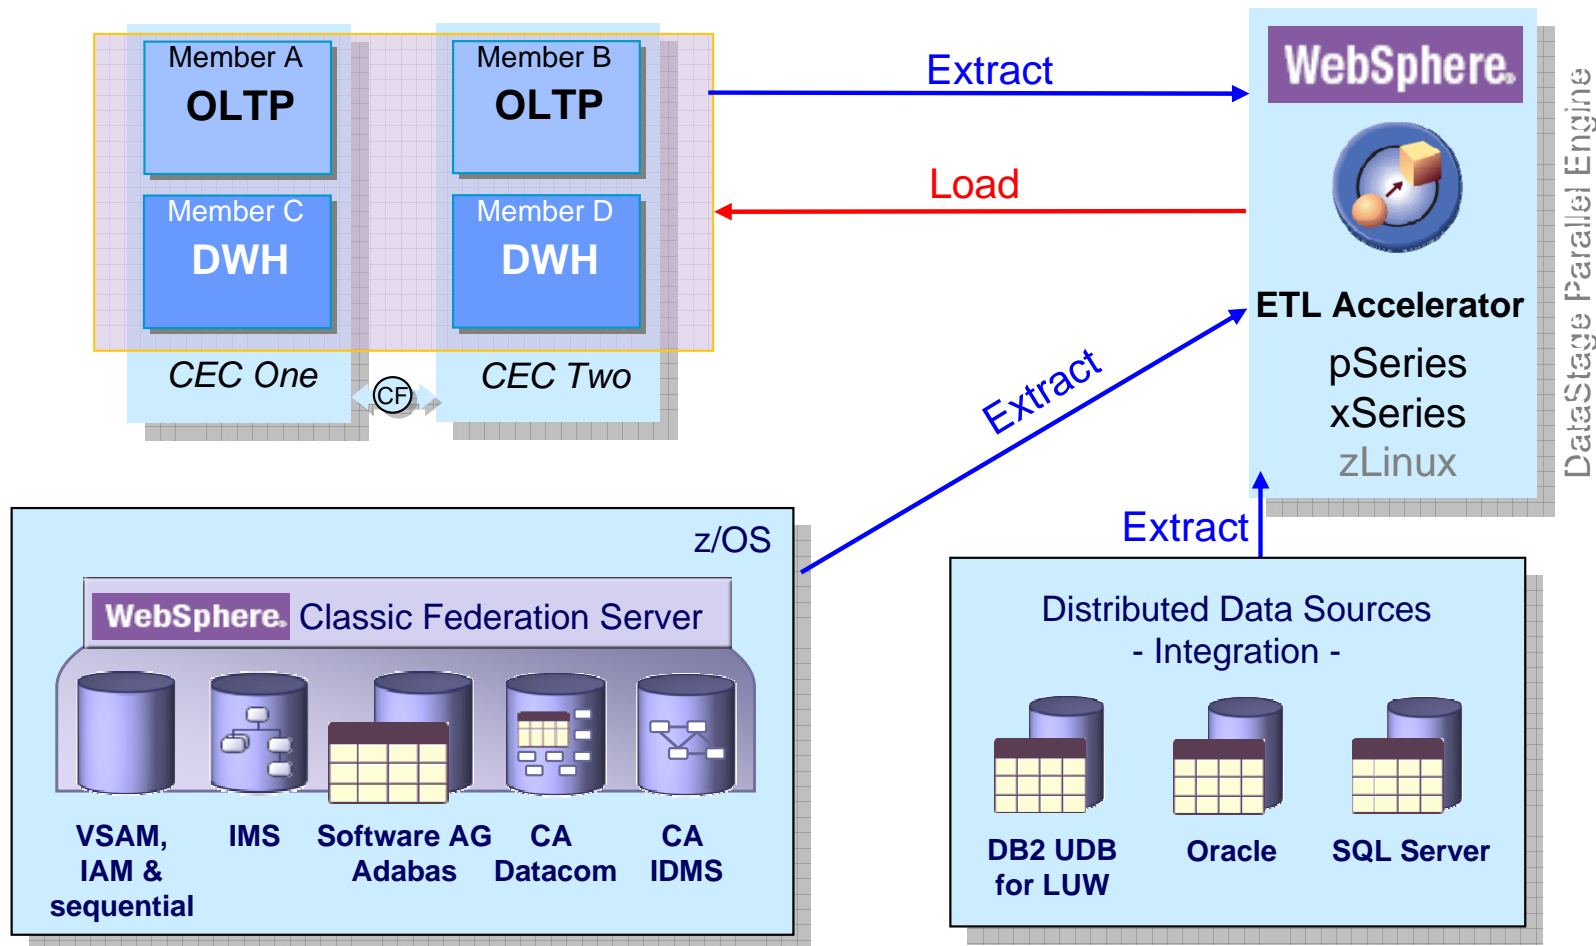 Member A
OLTP
Member B
OLTP
Member C
DWH
Member D
DWH
CEC One
CF
CEC Two
Extract
Load
WebSphere®
ETL Accelerator
pSeries
xSeries
zLinux
DataStage Parallel Engine
Extract
Extract
z/OS
WebSphere® Classic Federation Server
VSAM,
IAM &
sequential
IMS
Software AG
Adabas
CA
Datacom
CA
IDMS
Distributed Data Sources
- Integration -
DB2 UDB
for LUW
Oracle
SQL Server